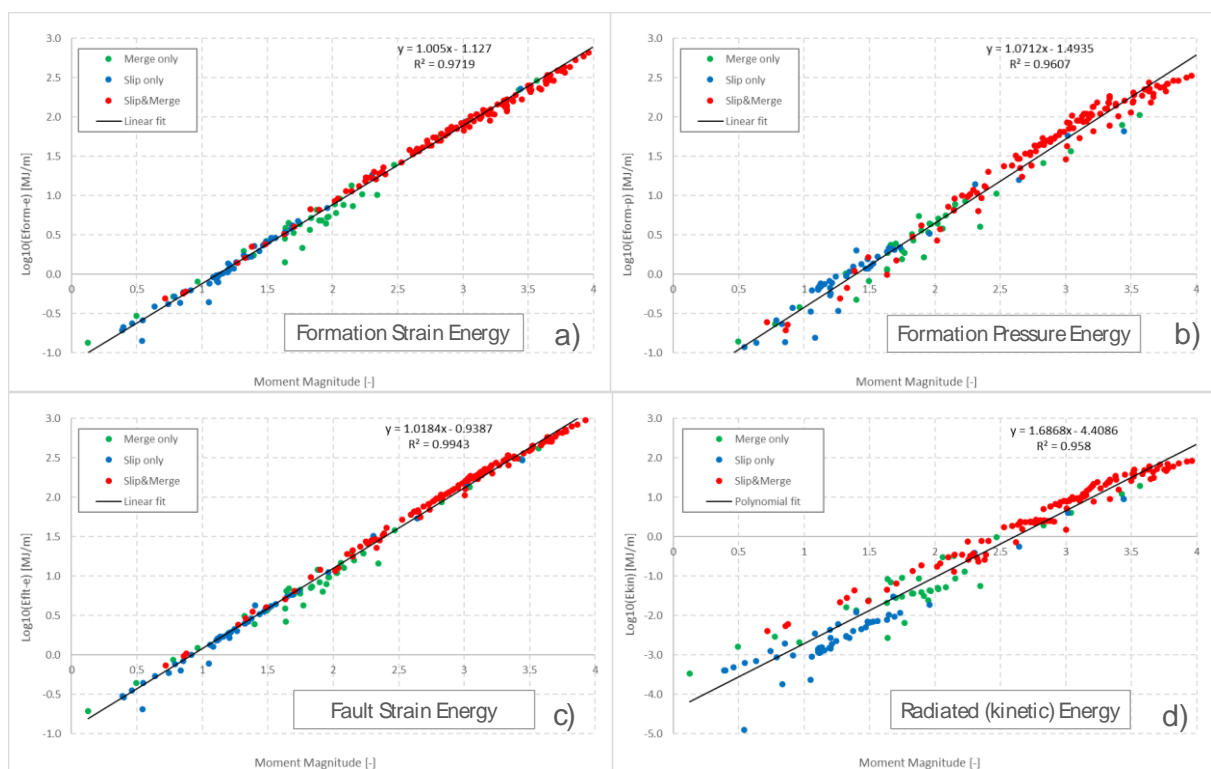 3.0
2.5
2.0
1.5
1.0
0.5
0.0
-0.5
-1.0
Log10(Eform-e) [MJ/m]
Merge only
Slip only
Slip&Merge
Linear fit
y = 1.005x - 1.127
R² = 0.9719
0 0.5 1 1.5 2 2.5 3 3.5 4
Formation Strain Energy
a)
Moment Magnitude [-]
3.0
2.5
2.0
1.5
1.0
0.5
0.0
-0.5
-1.0
Log10(Eform-p) [MJ/m]
Merge only
Slip only
Slip&Merge
Linear fit
y = 1.0712x - 1.4935
R² = 0.9607
0 0.5 1 1.5 2 2.5 3 3.5 4
Formation Pressure Energy
b)
Moment Magnitude [-]
3.0
2.5
2.0
1.5
1.0
0.5
0.0
-0.5
-1.0
Log10(Eflt-e) [MJ/m]
Merge only
Slip only
Slip&Merge
Linear fit
y = 1.0184x - 0.9387
R² = 0.9943
0 0.5 1 1.5 2 2.5 3 3.5 4
Fault Strain Energy
c)
Moment Magnitude [-]
3.0
2.0
1.0
0.0
-1.0
-2.0
-3.0
-4.0
-5.0
Log10(Ekin) [MJ/m]
Merge only
Slip only
Slip&Merge
Polynomial fit
y = 1.6868x - 4.4086
R² = 0.958
0 0.5 1 1.5 2 2.5 3 3.5 4
Radiated (kinetic) Energy
d)
Moment Magnitude [-]